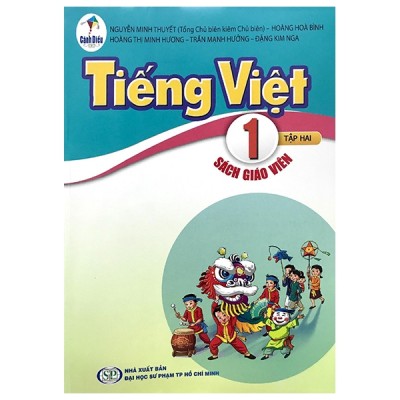 Cánh Diều
NGUYỄN MINH THUYẾT (Tổng Chủ biên kiêm Chủ biên) – HOÀNG HOÀ BÌNH
HOÀNG THỊ MINH HƯƠNG – TRẦN MẠNH HƯỞNG – ĐẶNG KIM NGA
Tiếng Việt
1
TẬP HAI
SÁCH GIÁO VIÊN
SP
NHÀ XUẤT BẢN
ĐẠI HỌC SƯ PHẠM TP HỒ CHÍ MINH